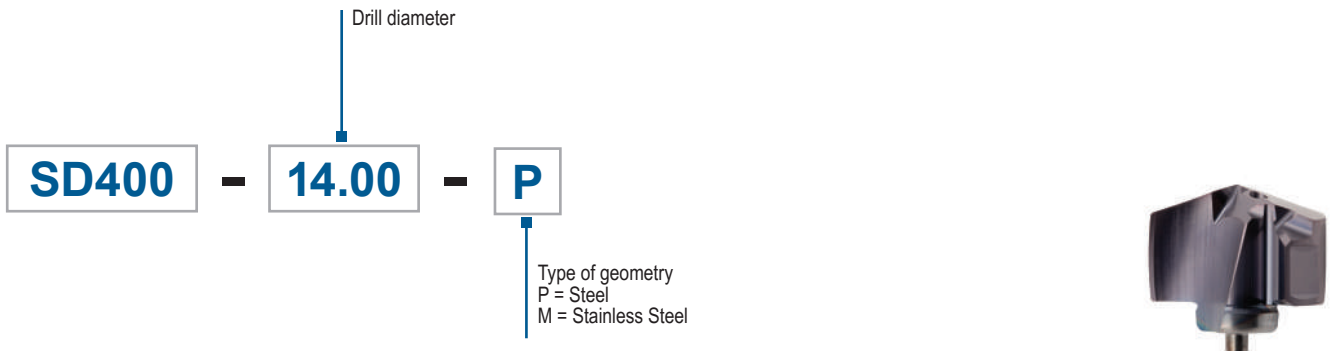 Drill diameter
SD400 - 14.00 - P
Type of geometry
P = Steel
M = Stainless Steel